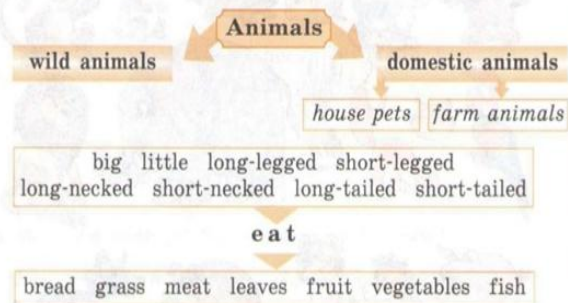 Animals
wild animals
domestic animals
house pets
farm animals
big little long-legged short-legged
long-necked short-necked long-tailed short-tailed
eat
bread grass meat leaves fruit vegetables fish